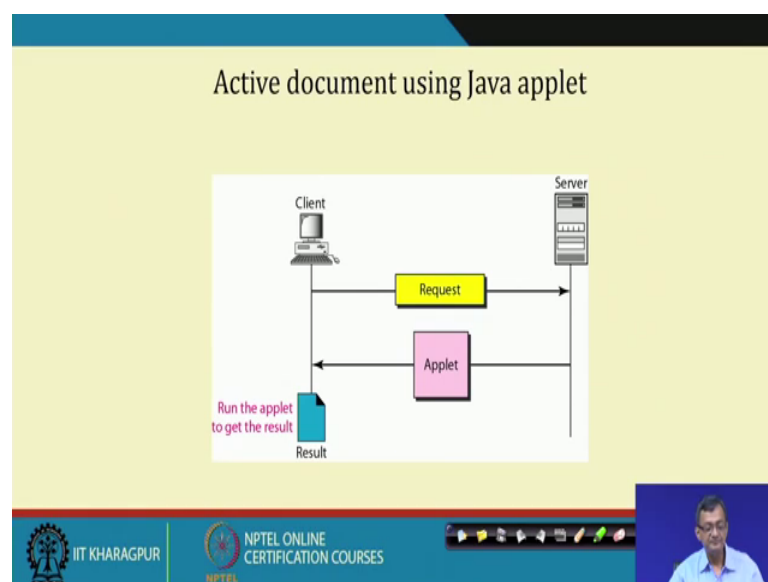 Active document using Java applet
Client
Server
Request
Applet
Run the applet
to get the result
Result
IIT KHARAGPUR
NPTEL ONLINE
CERTIFICATION COURSES
NPTEL